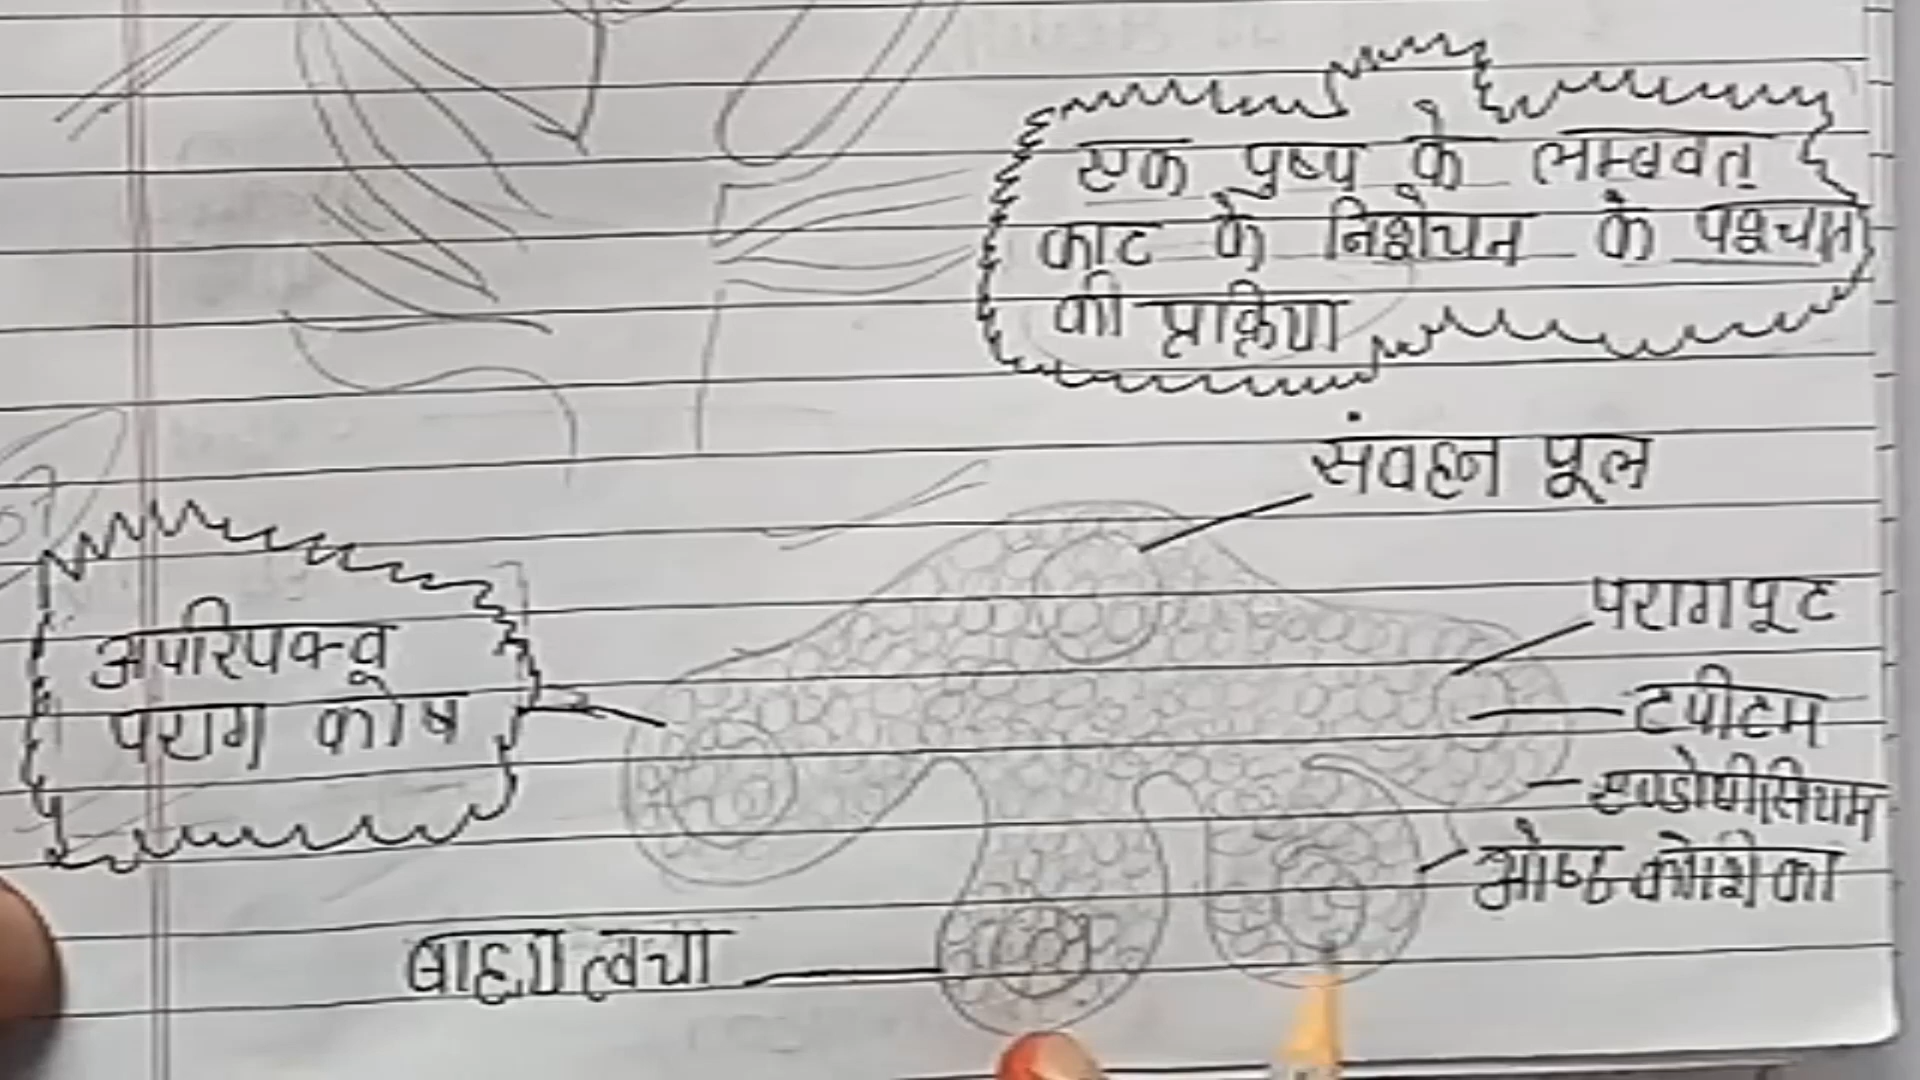 एक पुष्प के लम्बवत
काट के निशेचन के पश्चात
की प्रक्रिया
संवहन पूल
परागपूट
अपरिपक्व
पराग कोष
टपीटम
एण्डोथीसियम
ओष्ठ कोशिका
बाह्य त्वचा